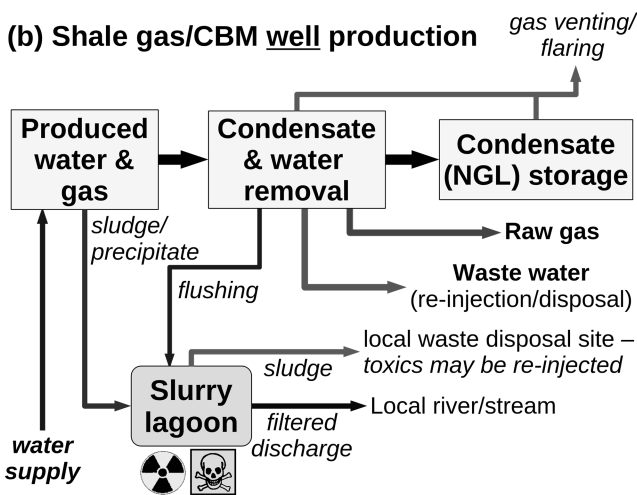 (b) Shale gas/CBM well production
gas venting/
flaring
Produced
water &
gas
Condensate
& water
removal
Condensate
(NGL) storage
sludge/
precipitate
flushing
Raw gas
Waste water
(re-injection/disposal)
sludge
local waste disposal site –
toxics may be re-injected
Slurry
lagoon
filtered
discharge
Local river/stream
water
supply